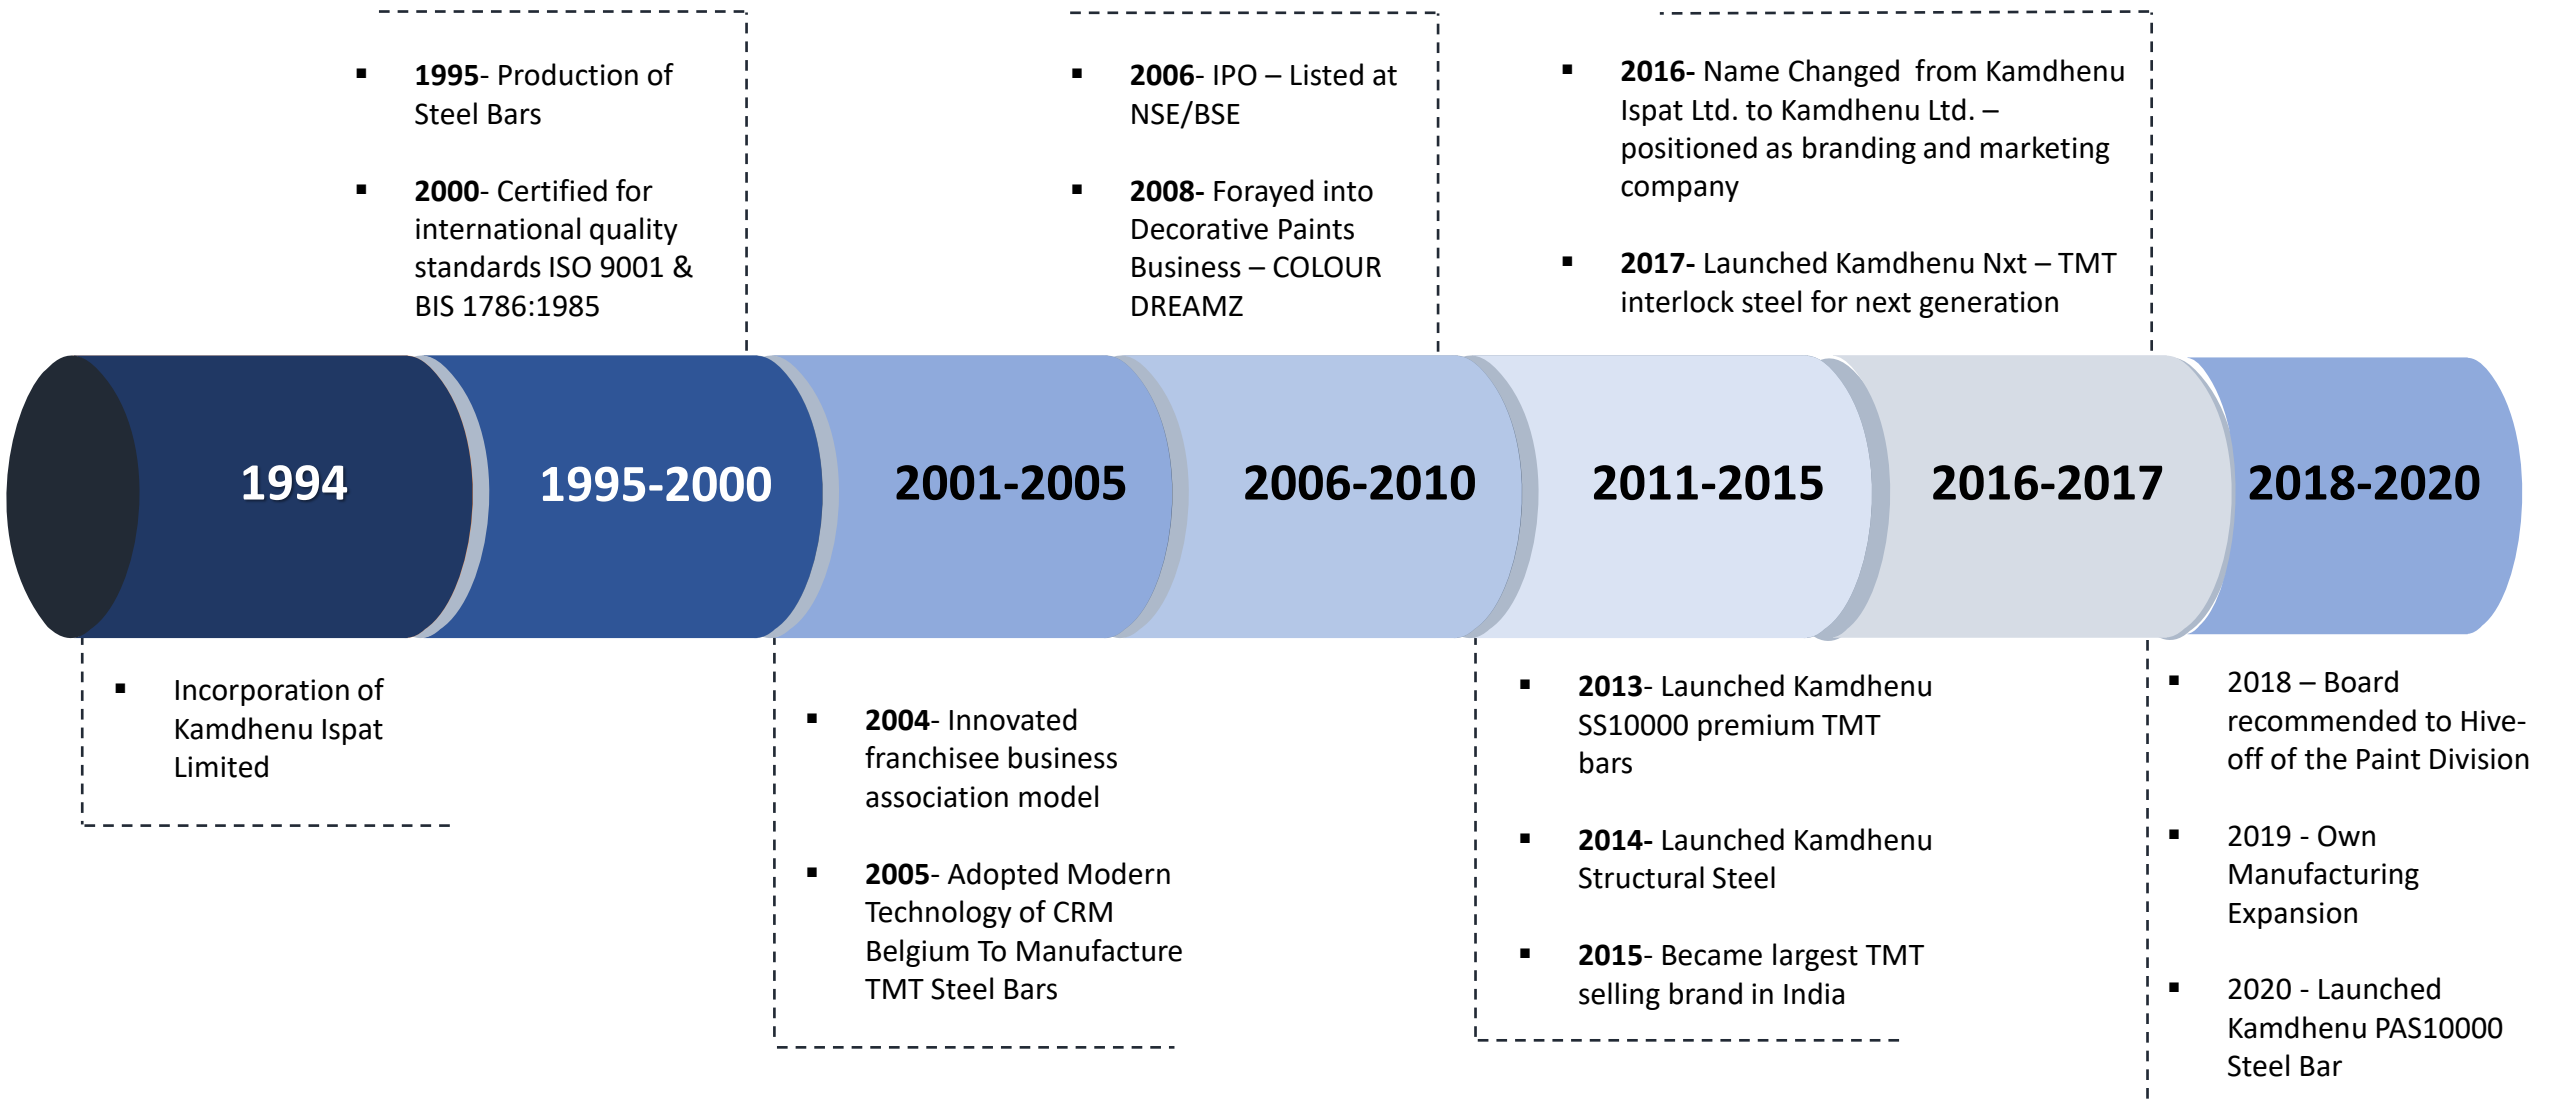 ▪ 1995- Production of
Steel Bars
▪ 2000- Certified for
international quality
standards ISO 9001 &
BIS 1786:1985
▪ 2006- IPO – Listed at
NSE/BSE
▪ 2008- Forayed into
Decorative Paints
Business – COLOUR
DREAMZ
▪ 2016- Name Changed from Kamdhenu
Ispat Ltd. to Kamdhenu Ltd. –
positioned as branding and marketing
company
▪ 2017- Launched Kamdhenu Nxt – TMT
interlock steel for next generation
1994
1995-2000
2001-2005
2006-2010
2011-2015
2016-2017
2018-2020
▪ Incorporation of
Kamdhenu Ispat
Limited
▪ 2004- Innovated
franchisee business
association model
▪ 2005- Adopted Modern
Technology of CRM
Belgium To Manufacture
TMT Steel Bars
▪ 2013- Launched Kamdhenu
SS10000 premium TMT
bars
▪ 2014- Launched Kamdhenu
Structural Steel
▪ 2015- Became largest TMT
selling brand in India
▪ 2018 – Board
recommended to Hive-
off of the Paint Division
▪ 2019 - Own
Manufacturing
Expansion
▪ 2020 - Launched
Kamdhenu PAS10000
Steel Bar